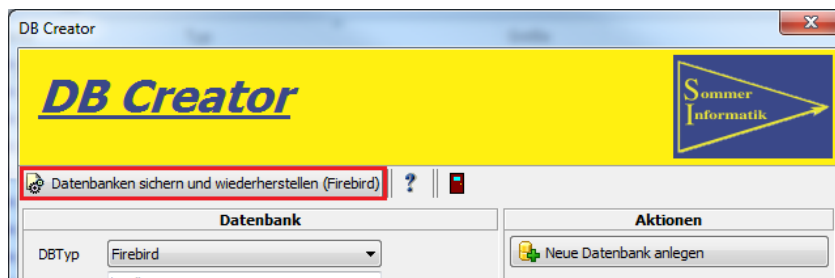 DB Creator
DB Creator
Sommer
Informatik
Datenbanken sichern und wiederherstellen (Firebird)
?
Datenbank
Aktionen
DBTyp
Firebird
Neue Datenbank anlegen